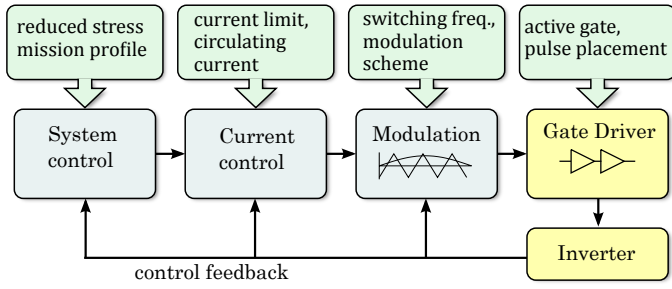 reduced stress
mission profile
current limit,
circulating
current
switching freq.,
modulation
scheme
active gate,
pulse placement
System
control
Current
control
Modulation
Gate Driver
Inverter
control feedback